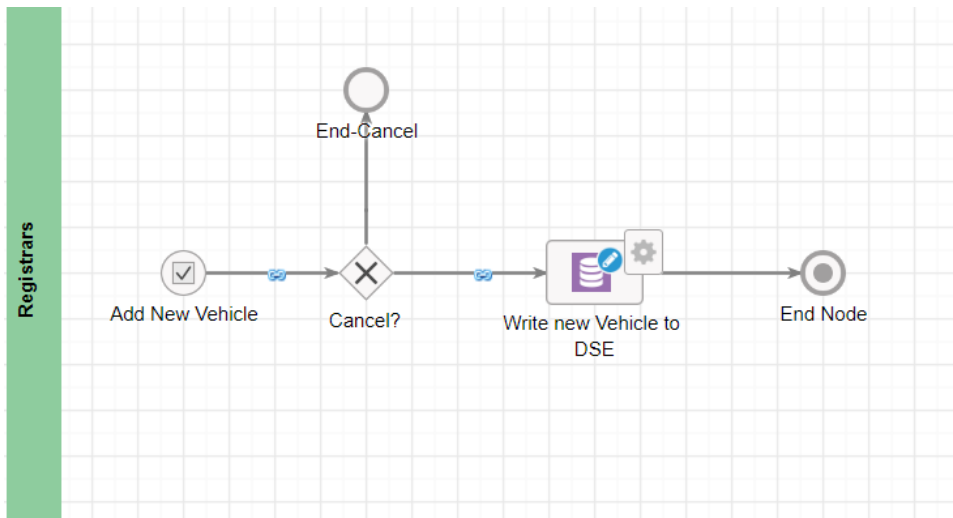 Registrars
End-Cancel
Add New Vehicle
Cancel?
Write new Vehicle to
DSE
End Node